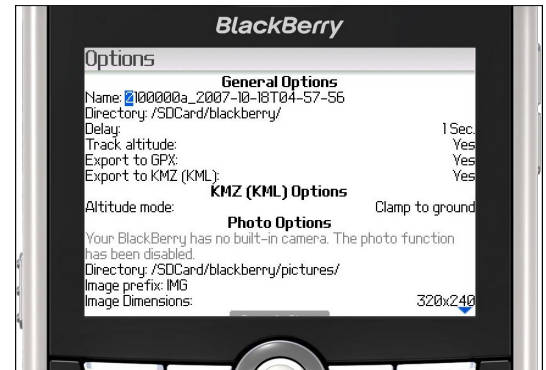 BlackBerry
Options
General Options
Name: 2100000a_2007-10-18T04-57-56
Directory: /SDCard/blackberry/
Delay: 1 Sec.
Track altitude: Yes
Export to GPX: Yes
Export to KMZ (KML): Yes
KMZ (KML) Options
Altitude mode: Clamp to ground
Photo Options
Your BlackBerry has no built-in camera. The photo function
has been disabled.
Directory: /SDCard/blackberry/pictures/
Image prefix: IMG
Image Dimensions: 320x240